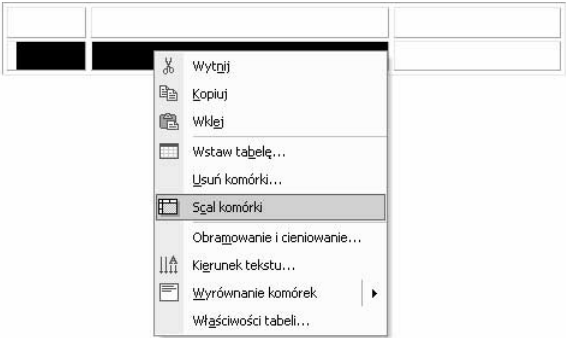 Wytnij
Kopiuj
Wklej
Wstaw tabelę...
Usuń komórki...
Scal komórki
Obramowanie i cieniowanie...
Kierunek tekstu...
Wyrównanie komórek
Właściwości tabeli...